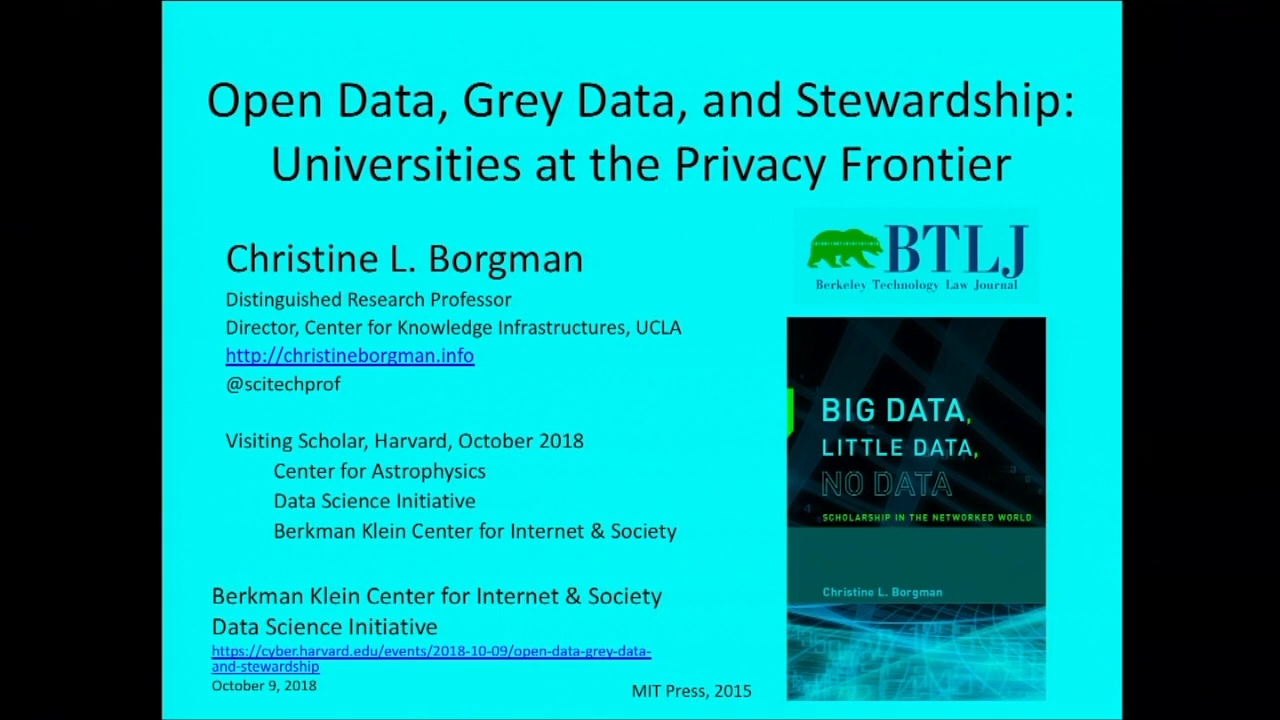 Open Data, Grey Data, and Stewardship:
Universities at the Privacy Frontier
Christine L. Borgman
Distinguished Research Professor
Director, Center for Knowledge Infrastructures, UCLA
http://christineborgman.info
@scitechprof
Visiting Scholar, Harvard, October 2018
Center for Astrophysics
Data Science Initiative
Berkman Klein Center for Internet & Society
Berkman Klein Center for Internet & Society
Data Science Initiative
https://cyber.harvard.edu/events/2018-10-09/open-data-grey-data-
and-stewardship
October 9, 2018
MIT Press, 2015
BTLJ
Berkeley Technology Law Journal
BIG DATA,
LITTLE DATA,
NO DATA
SCHOLARSHIP IN THE NETWORKED WORLD
Christine L. Borgman